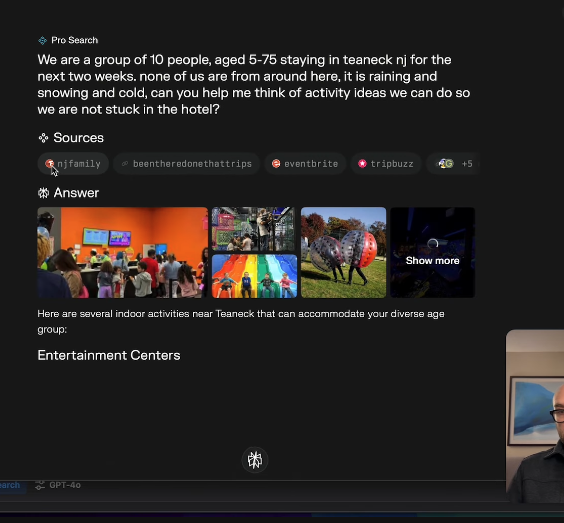 Pro Search
We are a group of 10 people, aged 5-75 staying in teaneck nj for the
next two weeks. none of us are from around here, it is raining and
snowing and cold, can you help me think of activity ideas we can do so
we are not stuck in the hotel?
Sources
njfamily beentheredonethattrips eventbrite tripbuzz +5
Answer
Show more
Here are several indoor activities near Teaneck that can accommodate your diverse age
group:
Entertainment Centers
earch GPT-4o